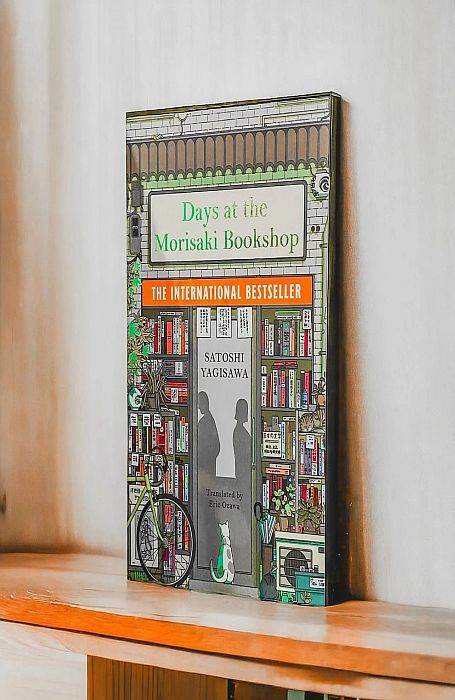 Days at the
Morisaki Bookshop
THE INTERNATIONAL BESTSELLER
SATOSHI
YAGISAWA
Translated by
Eric Ozawa